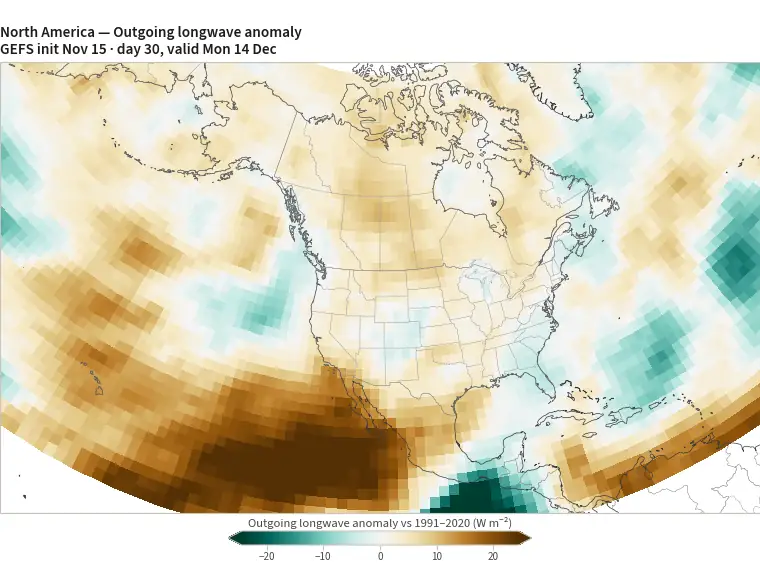 North America — Outgoing longwave anomaly
GEFS init Nov 15 · day 30, valid Mon 14 Dec
Outgoing longwave anomaly vs 1991–2020 (W m⁻²)
−20 −10 0 10 20